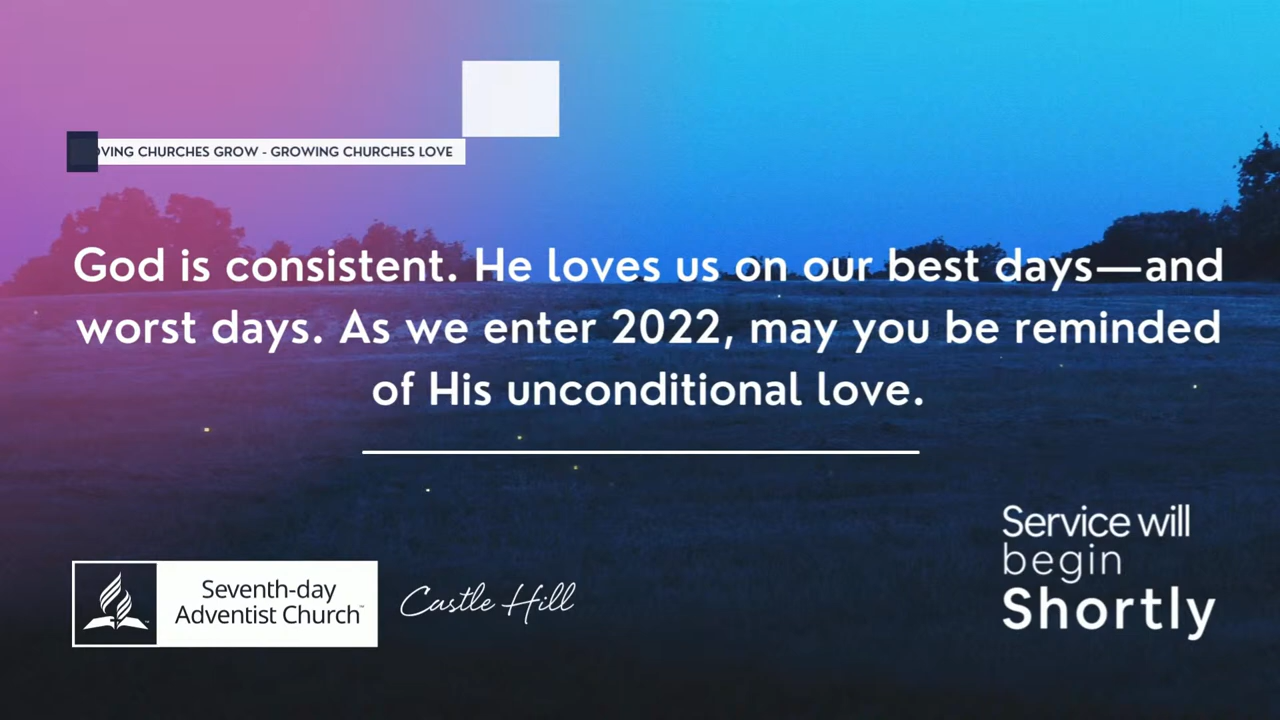 OVING CHURCHES GROW - GROWING CHURCHES LOVE
God is consistent. He loves us on our best days—and
worst days. As we enter 2022, may you be reminded
of His unconditional love.
Seventh-day
Adventist Church™
Castle Hill
Service will
begin
Shortly